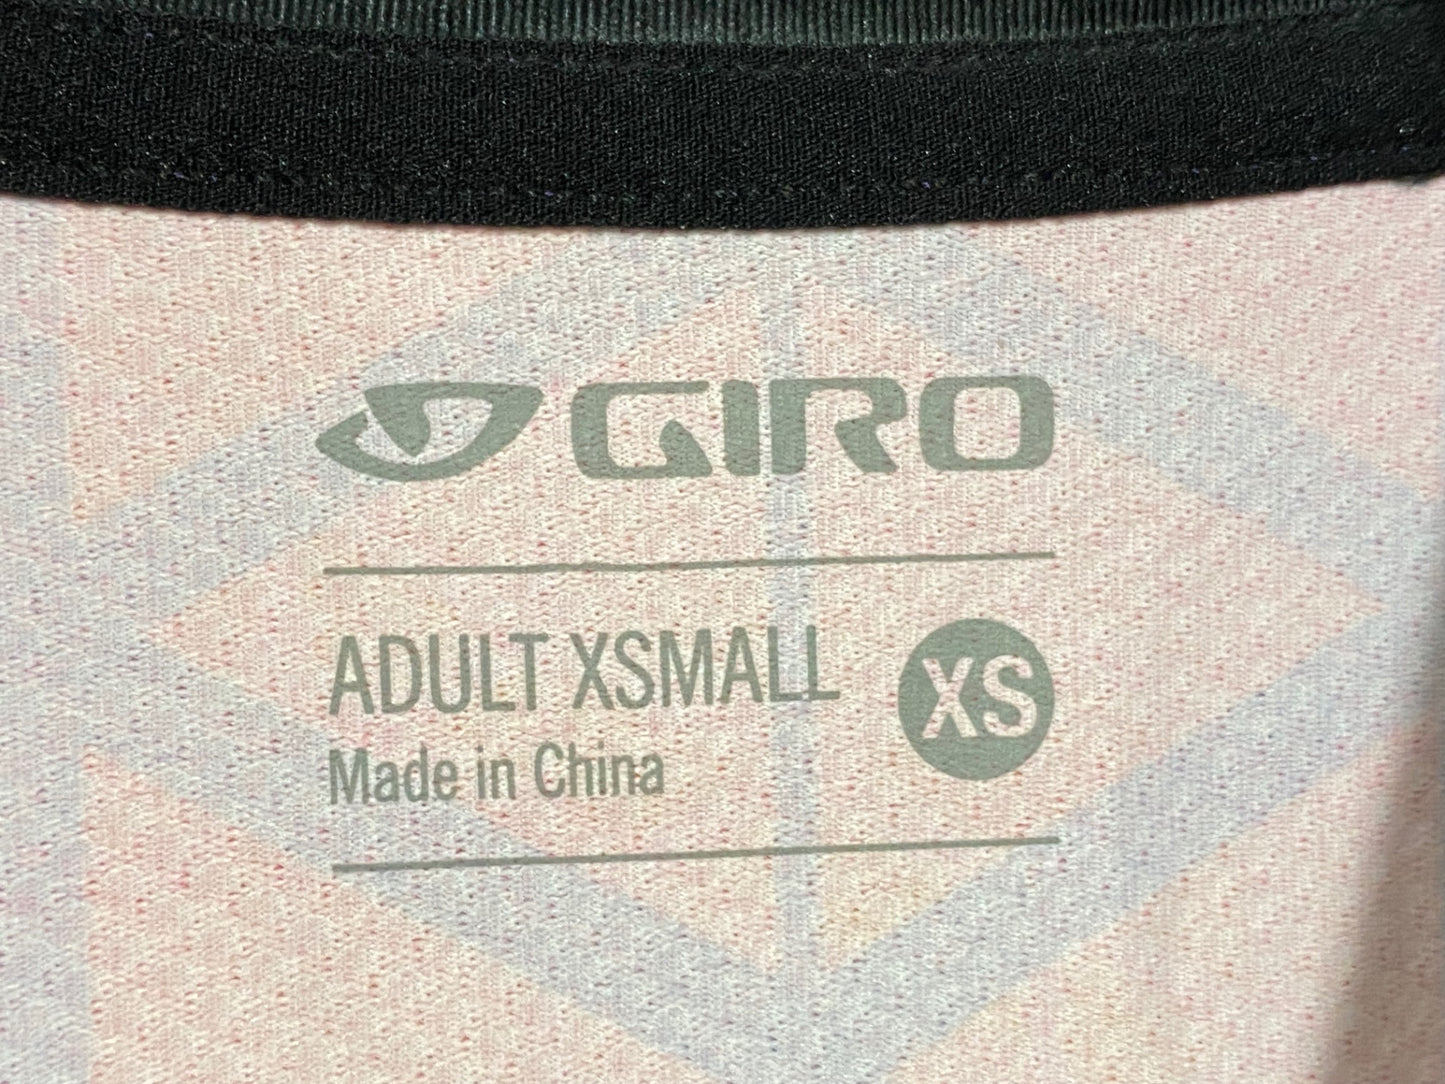 GIRO
ADULT XSMALL
XS
Made in China